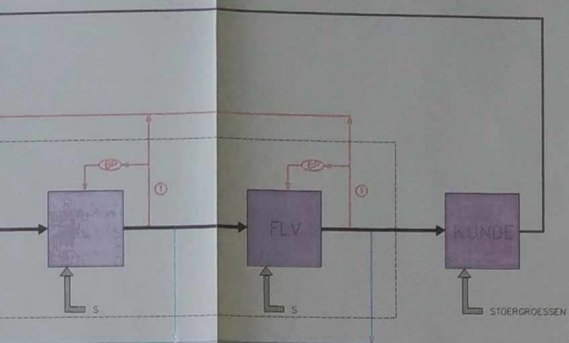 ①
①
FLV
KUNDE
S
S
STOERGROESSEN